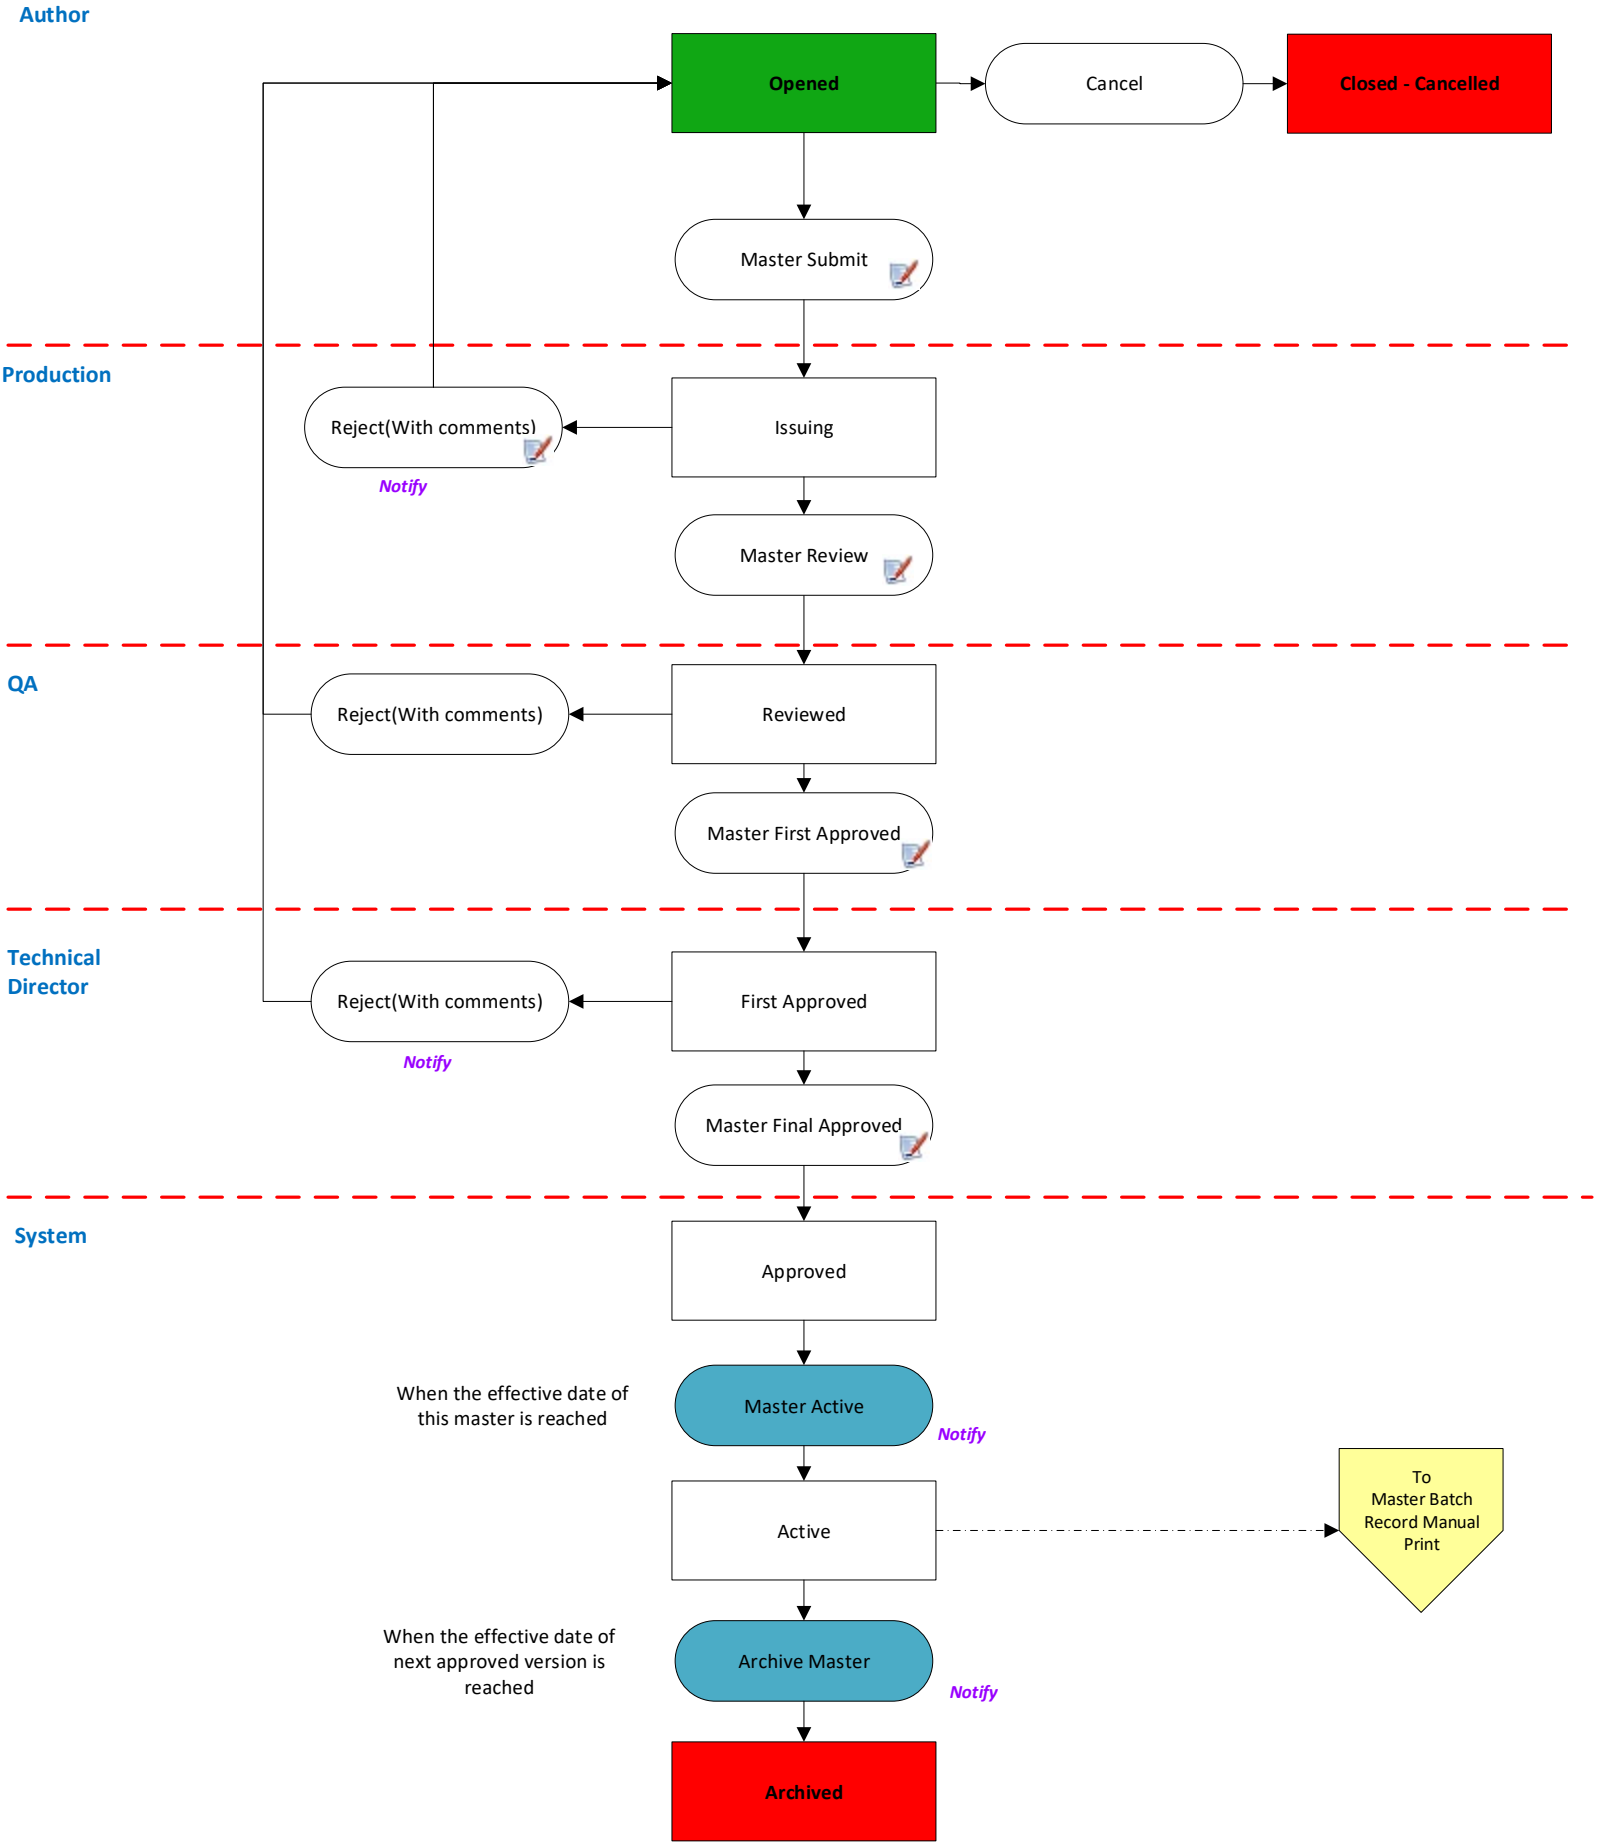 Author
Opened
Cancel
Closed - Cancelled
Master Submit
Production
Reject(With comments)
Issuing
Notify
Master Review
QA
Reject(With comments)
Reviewed
Master First Approved
Technical
Director
Reject(With comments)
First Approved
Notify
Master Final Approved
System
Approved
When the effective date of
this master is reached
Master Active
Notify
Active
To
Master Batch
Record Manual
Print
When the effective date of
next approved version is
reached
Archive Master
Notify
Archived